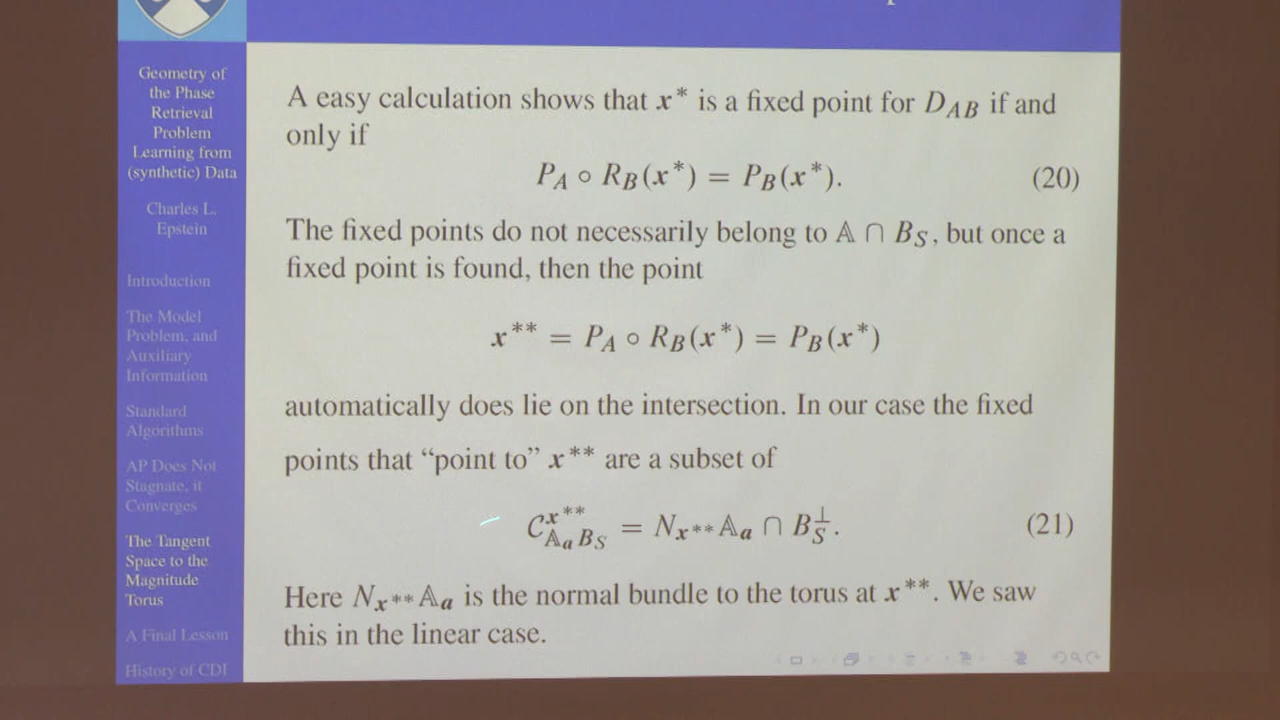 Geometry of
the Phase
Retrieval
Problem
Learning from
(synthetic) Data
Charles L.
Epstein
Introduction
The Model
Problem, and
Auxiliary
Information
Standard
Algorithms
AP Does Not
Stagnate, it
Converges
The Tangent
Space to the
Magnitude
Torus
A Final Lesson
History of CDI
A easy calculation shows that x* is a fixed point for D_{AB} if and
only if
P_A ∘ R_B(x*) = P_B(x*). (20)
The fixed points do not necessarily belong to 𝔸 ∩ B_S, but once a
fixed point is found, then the point
x** = P_A ∘ R_B(x*) = P_B(x*)
automatically does lie on the intersection. In our case the fixed
points that “point to” x** are a subset of
C^{x**}_{𝔸_a B_S} = N_{x**}𝔸_a ∩ B_S^⊥. (21)
Here N_{x**}𝔸_a is the normal bundle to the torus at x**. We saw
this in the linear case.